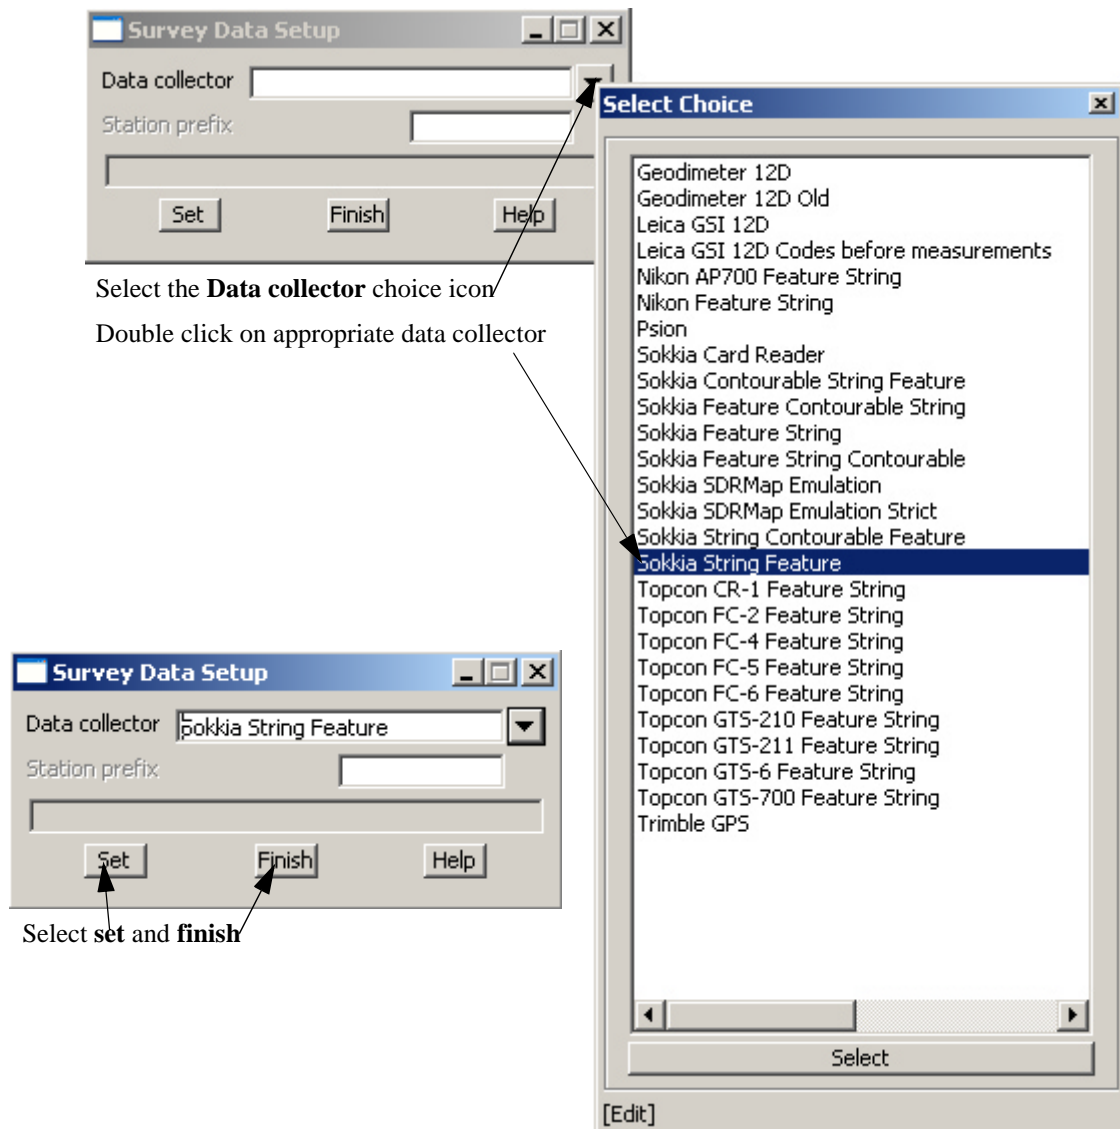 Survey Data Setup
Data collector
Station prefix
Set Finish Help
Select the Data collector choice icon
Double click on appropriate data collector
Select Choice
Geodimeter 12D
Geodimeter 12D Old
Leica GSI 12D
Leica GSI 12D Codes before measurements
Nikon AP700 Feature String
Nikon Feature String
Psion
Sokkia Card Reader
Sokkia Contourable String Feature
Sokkia Feature Contourable String
Sokkia Feature String
Sokkia Feature String Contourable
Sokkia SDRMap Emulation
Sokkia SDRMap Emulation Strict
Sokkia String Contourable Feature
Sokkia String Feature
Topcon CR-1 Feature String
Topcon FC-2 Feature String
Topcon FC-4 Feature String
Topcon FC-5 Feature String
Topcon FC-6 Feature String
Topcon GTS-210 Feature String
Topcon GTS-211 Feature String
Topcon GTS-6 Feature String
Topcon GTS-700 Feature String
Trimble GPS
Select
[Edit]
Survey Data Setup
Data collector Sokkia String Feature
Station prefix
Set Finish Help
Select set and finish